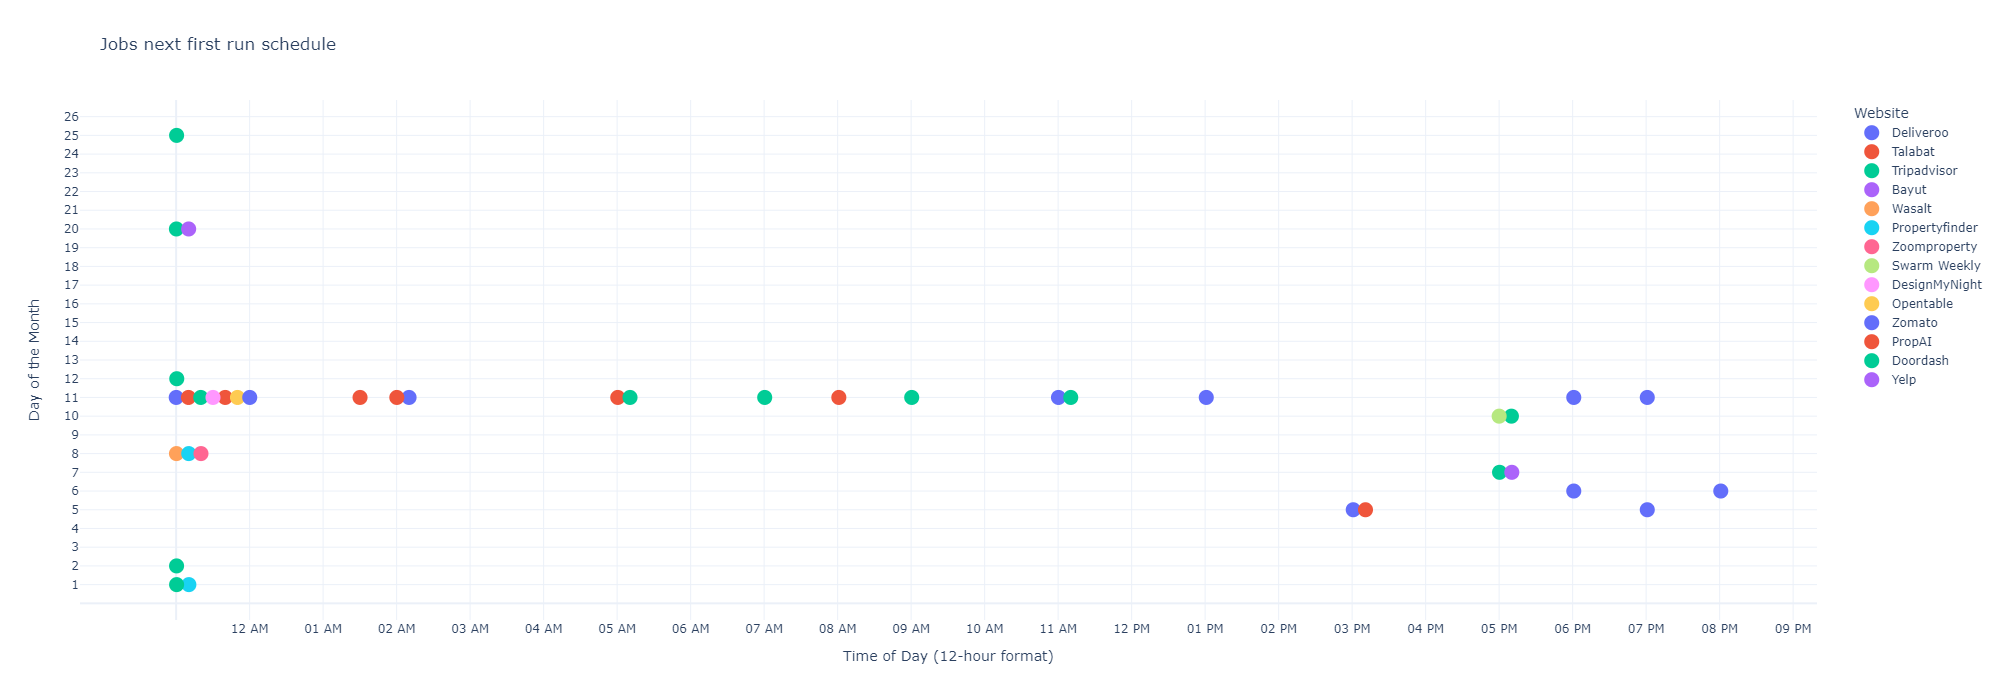 Jobs next first run schedule
Website
Deliveroo
Talabat
Tripadvisor
Bayut
Wasalt
Propertyfinder
Zoomproperty
Swarm Weekly
DesignMyNight
Opentable
Zomato
PropAI
Doordash
Yelp
Day of the Month
26
25
24
23
22
21
20
19
18
17
16
15
14
13
12
11
10
9
8
7
6
5
4
3
2
1
12 AM 01 AM 02 AM 03 AM 04 AM 05 AM 06 AM 07 AM 08 AM 09 AM 10 AM 11 AM 12 PM 01 PM 02 PM 03 PM 04 PM 05 PM 06 PM 07 PM 08 PM 09 PM
Time of Day (12-hour format)